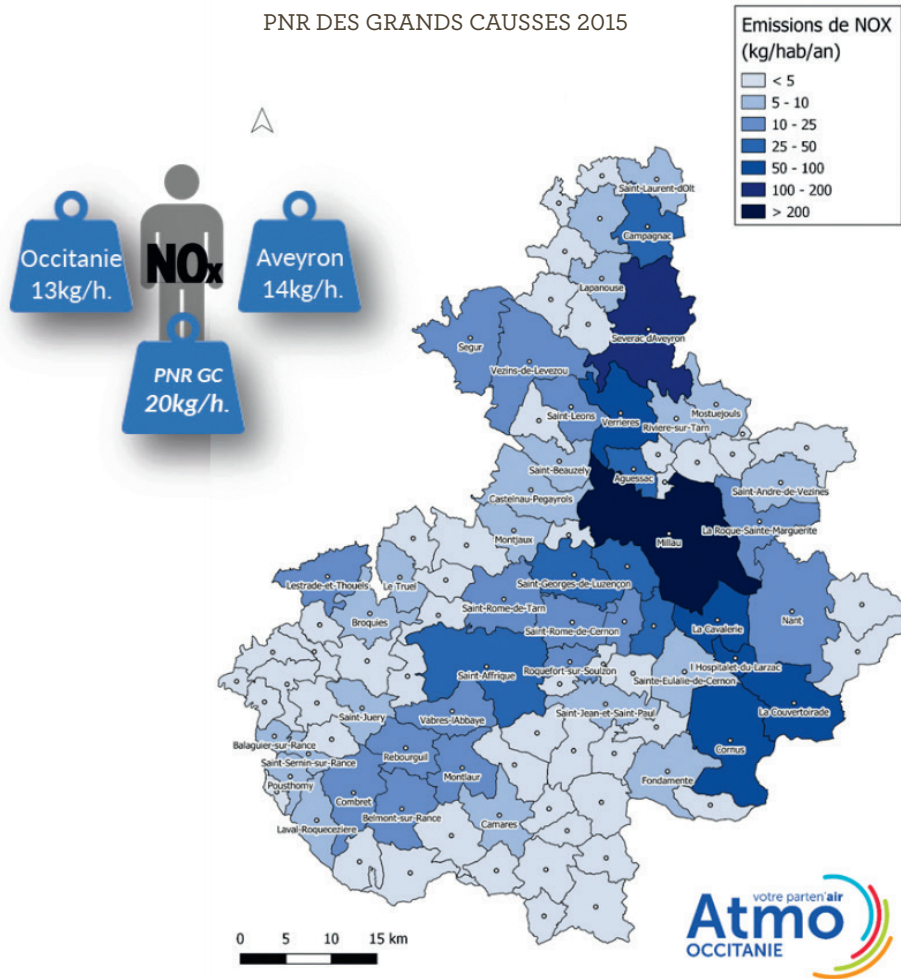 PNR DES GRANDS CAUSSES 2015
Emissions de NOX
(kg/hab/an)
< 5
5 - 10
10 - 25
25 - 50
50 - 100
100 - 200
> 200
Occitanie
13kg/h.
NOx
Aveyron
14kg/h.
PNR GC
20kg/h.
Saint-Laurent-dOlt
Campagnac
Lapanouse
Severac dAveyron
Segur
Vezins-de-Levezou
Saint-Leons
Verrieres
Mostuejouls
Riviere-sur-Tarn
Saint-Beauzely
Aguessac
Saint-Andre-de-Vezines
Castelnau-Pegayrols
La Roque-Sainte-Marguerite
Montjaux
Millau
Lestrade-et-Thouels
Le Truel
Saint-Georges-de-Luzençon
Saint-Rome-de-Tarn
Nant
Broquies
Saint-Rome-de-Cernon
La Cavalerie
Saint-Affrique
Roquefort-sur-Soulzon
l Hospitalet-du-Larzac
Sainte-Eulalie-de-Cernon
Saint-Juery
Vabres-lAbbaye
Saint-Jean-et-Saint-Paul
La Couvertoirade
Balaguier-sur-Rance
Saint-Sernin-sur-Rance
Rebourguil
Cornus
Pousthomy
Montlaur
Fondamente
Combret
Belmont-sur-Rance
Camares
Laval-Roqueceziere
0 5 10 15 km
votre parten'air
Atmo
OCCITANIE